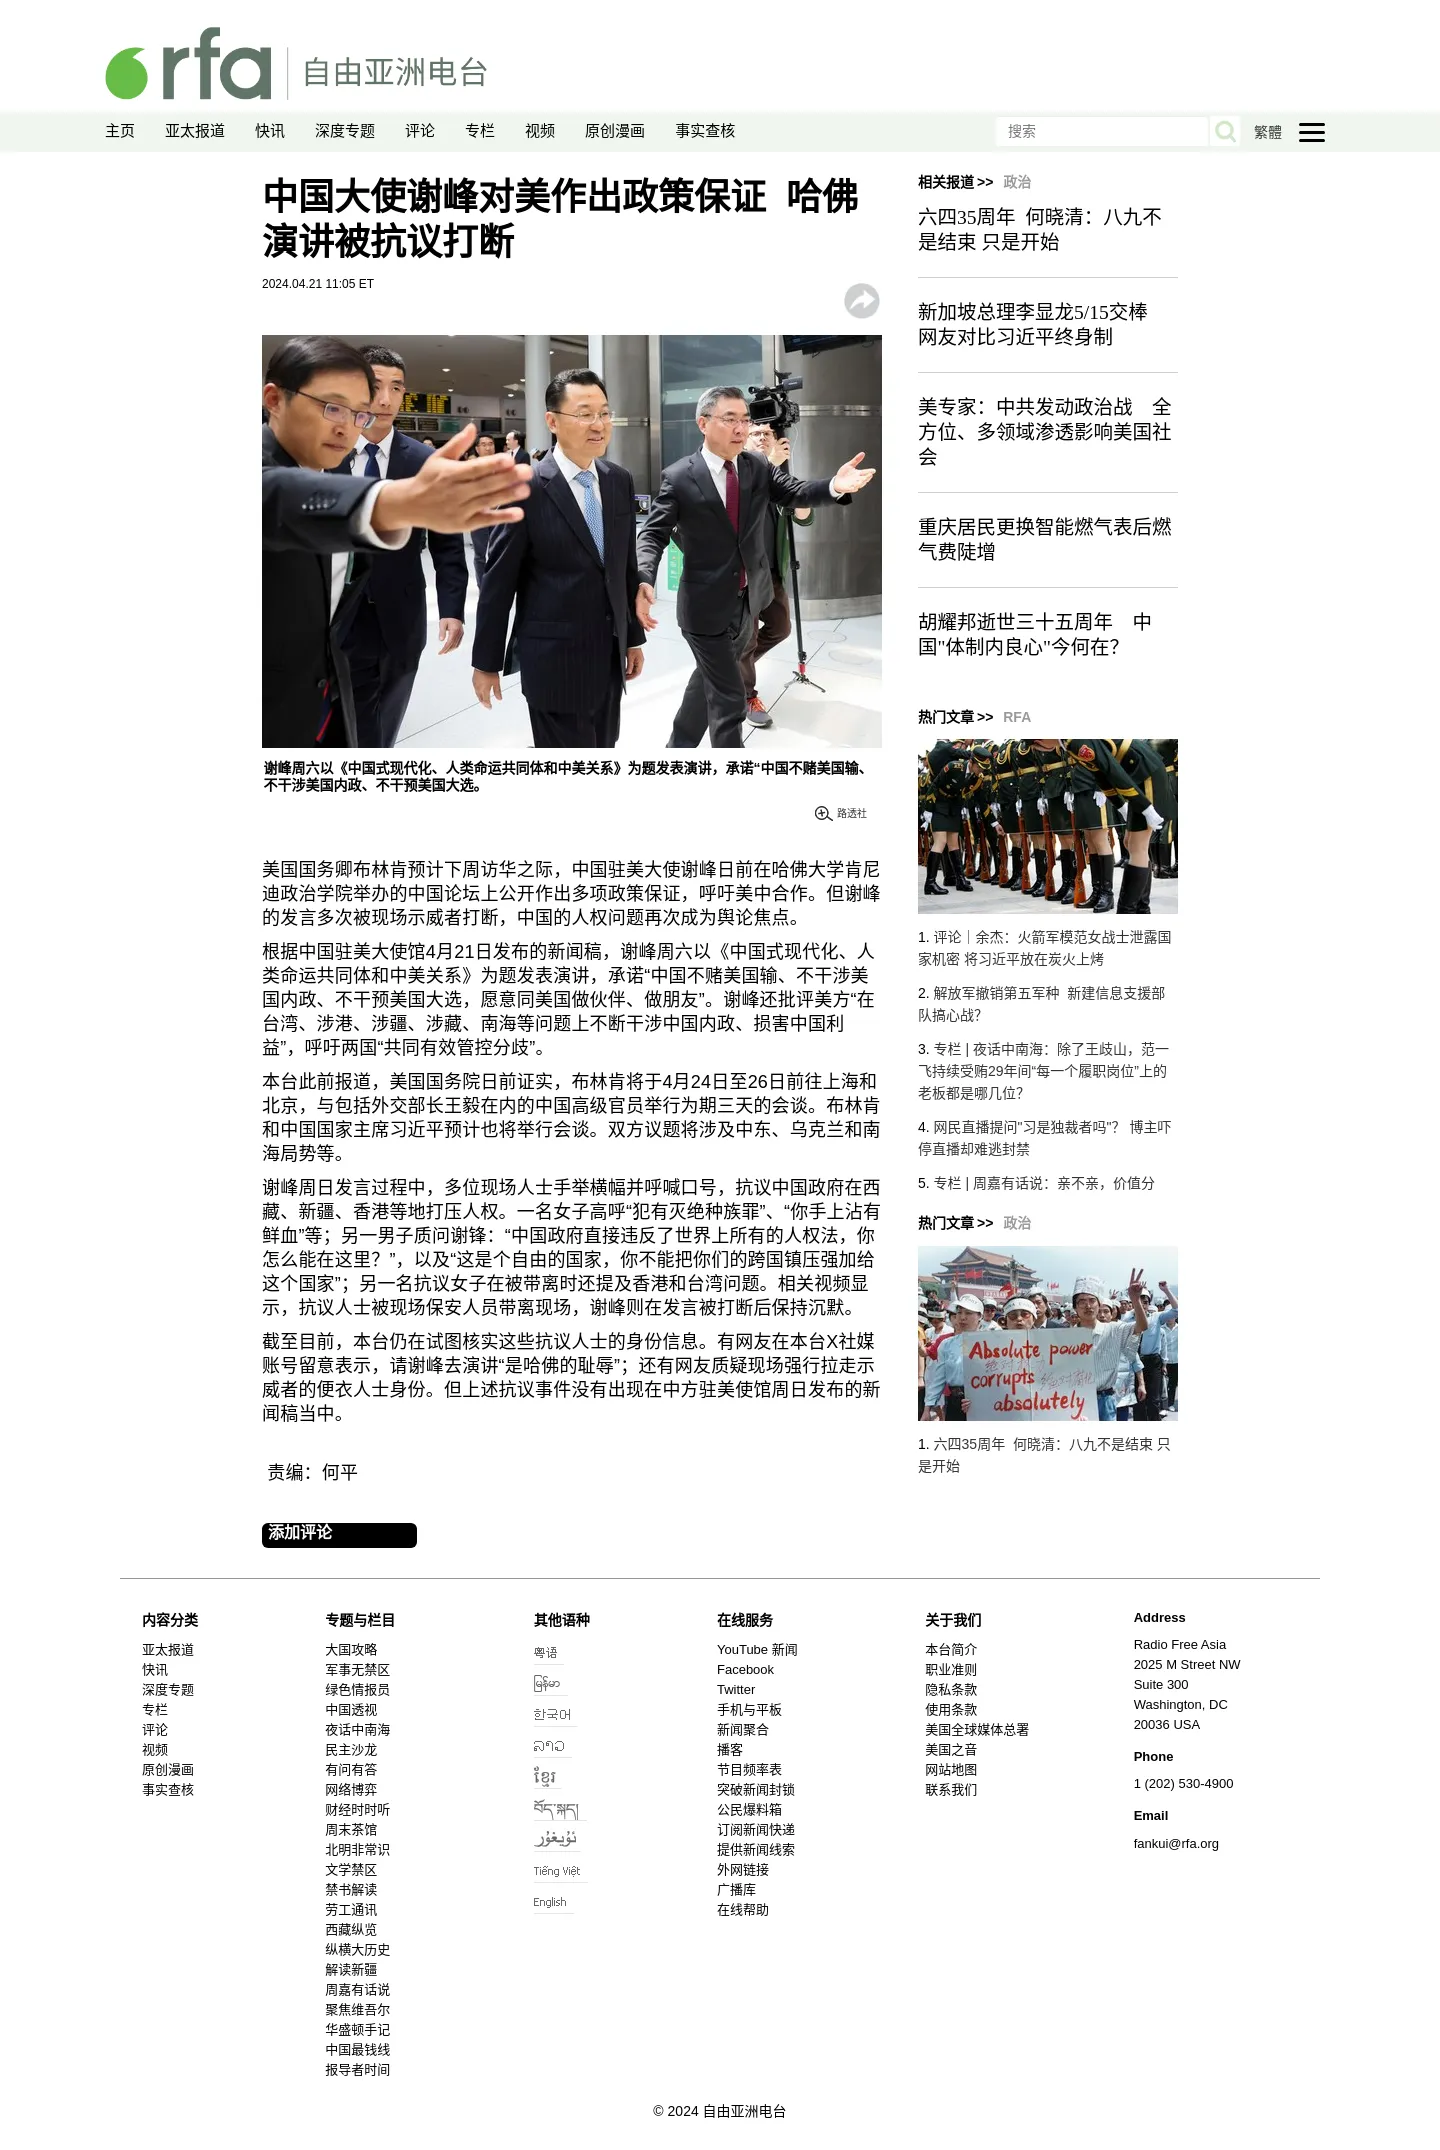 rfa 自由亚洲电台
主页 亚太报道 快讯 深度专题 评论 专栏 视频 原创漫画 事实查核 搜索 繁體
中国大使谢峰对美作出政策保证 哈佛
演讲被抗议打断
2024.04.21 11:05 ET
谢峰周六以《中国式现代化、人类命运共同体和中美关系》为题发表演讲，承诺“中国不赌美国输、
不干涉美国内政、不干预美国大选。
路透社
美国国务卿布林肯预计下周访华之际，中国驻美大使谢峰日前在哈佛大学肯尼
迪政治学院举办的中国论坛上公开作出多项政策保证，呼吁美中合作。但谢峰
的发言多次被现场示威者打断，中国的人权问题再次成为舆论焦点。
根据中国驻美大使馆4月21日发布的新闻稿，谢峰周六以《中国式现代化、人
类命运共同体和中美关系》为题发表演讲，承诺“中国不赌美国输、不干涉美
国内政、不干预美国大选，愿意同美国做伙伴、做朋友”。谢峰还批评美方“在
台湾、涉港、涉疆、涉藏、南海等问题上不断干涉中国内政、损害中国利
益”，呼吁两国“共同有效管控分歧”。
本台此前报道，美国国务院日前证实，布林肯将于4月24日至26日前往上海和
北京，与包括外交部长王毅在内的中国高级官员举行为期三天的会谈。布林肯
和中国国家主席习近平预计也将举行会谈。双方议题将涉及中东、乌克兰和南
海局势等。
谢峰周日发言过程中，多位现场人士手举横幅并呼喊口号，抗议中国政府在西
藏、新疆、香港等地打压人权。一名女子高呼“犯有灭绝种族罪”、“你手上沾有
鲜血”等；另一男子质问谢锋：“中国政府直接违反了世界上所有的人权法，你
怎么能在这里？”，以及“这是个自由的国家，你不能把你们的跨国镇压强加给
这个国家”；另一名抗议女子在被带离时还提及香港和台湾问题。相关视频显
示，抗议人士被现场保安人员带离现场，谢峰则在发言被打断后保持沉默。
截至目前，本台仍在试图核实这些抗议人士的身份信息。有网友在本台X社媒
账号留意表示，请谢峰去演讲“是哈佛的耻辱”；还有网友质疑现场强行拉走示
威者的便衣人士身份。但上述抗议事件没有出现在中方驻美使馆周日发布的新
闻稿当中。
责编：何平
添加评论
相关报道 >> 政治
六四35周年 何晓清：八九不
是结束 只是开始
新加坡总理李显龙5/15交棒
网友对比习近平终身制
美专家：中共发动政治战　全
方位、多领域渗透影响美国社
会
重庆居民更换智能燃气表后燃
气费陡增
胡耀邦逝世三十五周年　中
国"体制内良心"今何在？
热门文章 >> RFA
1. 评论｜余杰：火箭军模范女战士泄露国
家机密 将习近平放在炭火上烤
2. 解放军撤销第五军种 新建信息支援部
队搞心战？
3. 专栏 | 夜话中南海：除了王歧山，范一
飞持续受贿29年间“每一个履职岗位”上的
老板都是哪几位？
4. 网民直播提问"习是独裁者吗"？ 博主吓
停直播却难逃封禁
5. 专栏 | 周嘉有话说：亲不亲，价值分
热门文章 >> 政治
Absolute power
corrupts
absolutely
1. 六四35周年 何晓清：八九不是结束 只
是开始
内容分类
亚太报道
快讯
深度专题
专栏
评论
视频
原创漫画
事实查核
专题与栏目
大国攻略
军事无禁区
绿色情报员
中国透视
夜话中南海
民主沙龙
有问有答
网络博弈
财经时时听
周末茶馆
北明非常识
文学禁区
禁书解读
劳工通讯
西藏纵览
纵横大历史
解读新疆
周嘉有话说
聚焦维吾尔
华盛顿手记
中国最钱线
报导者时间
其他语种
粤语
မြန်မာ
한국어
ລາວ
ខ្មែរ
བོད་སྐད།
ئۇيغۇر
Tiếng Việt
English
在线服务
YouTube 新闻
Facebook
Twitter
手机与平板
新闻聚合
播客
节目频率表
突破新闻封锁
公民爆料箱
订阅新闻快递
提供新闻线索
外网链接
广播库
在线帮助
关于我们
本台简介
职业准则
隐私条款
使用条款
美国全球媒体总署
美国之音
网站地图
联系我们
Address
Radio Free Asia
2025 M Street NW
Suite 300
Washington, DC
20036 USA
Phone
1 (202) 530-4900
Email
fankui@rfa.org
© 2024 自由亚洲电台